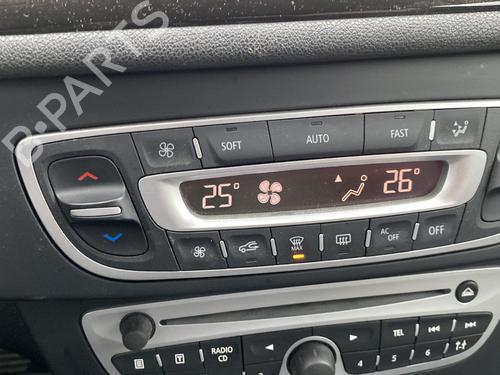 B-PARTS
SOFT
AUTO
FAST
25° 26°
MAX
AC OFF
OFF
TEL
RADIO CD
4 5 6